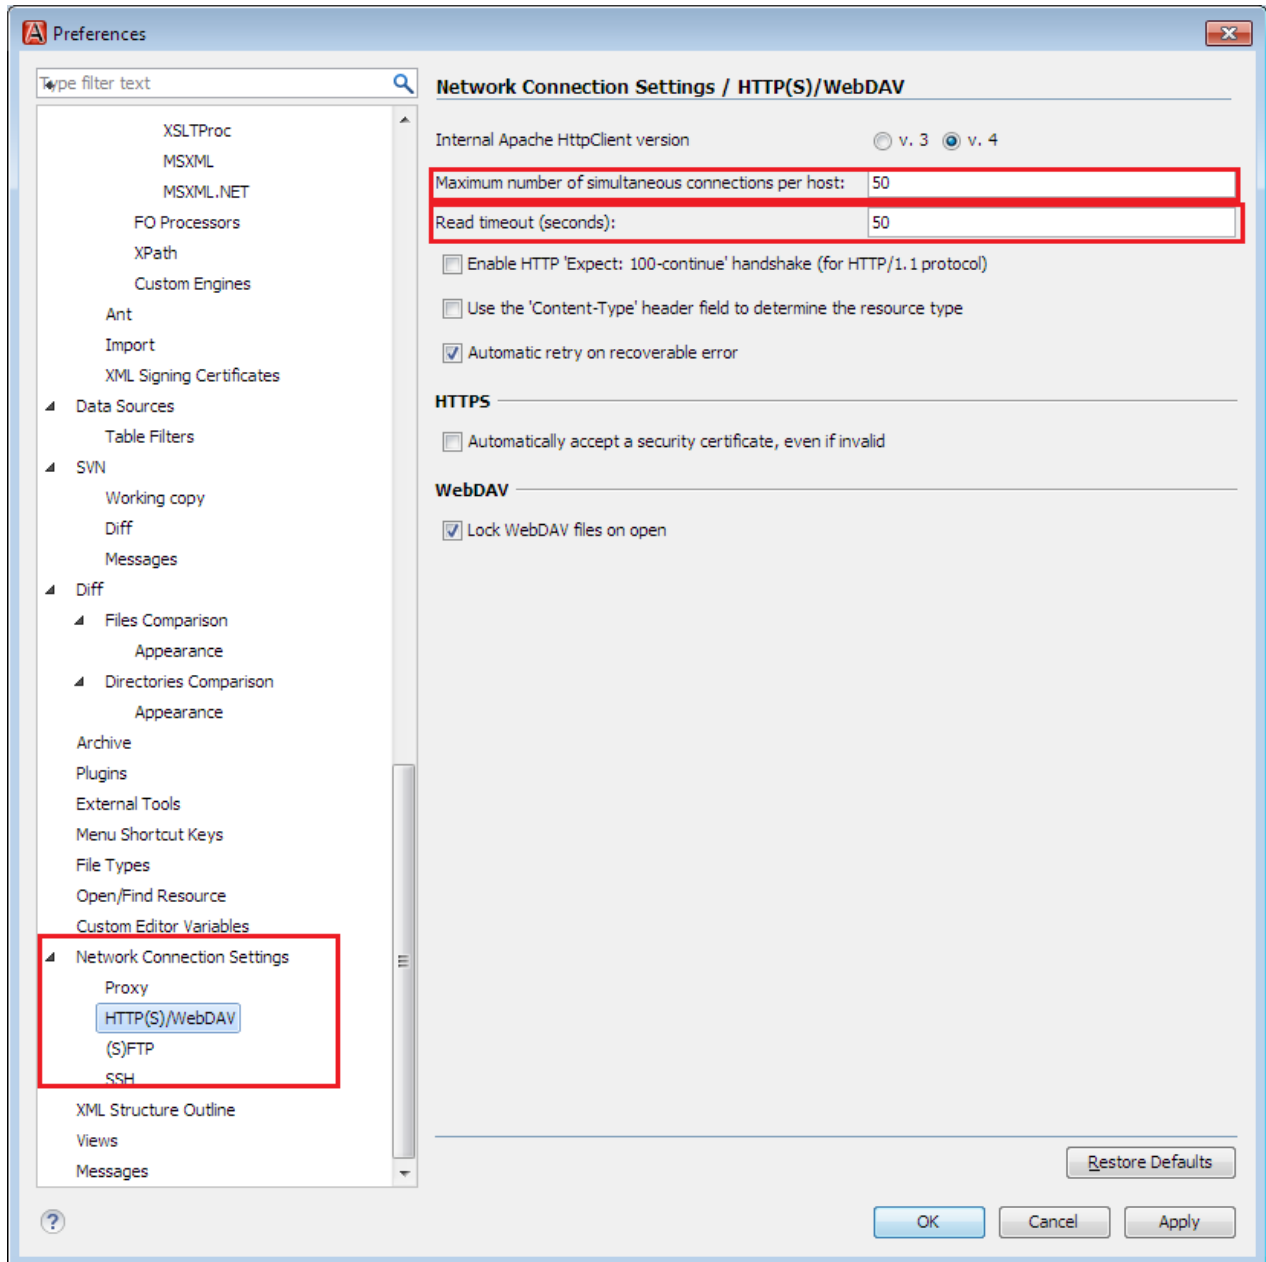 Preferences
Type filter text
XSLTProc
MSXML
MSXML.NET
FO Processors
XPath
Custom Engines
Ant
Import
XML Signing Certificates
Data Sources
Table Filters
SVN
Working copy
Diff
Messages
Diff
Files Comparison
Appearance
Directories Comparison
Appearance
Archive
Plugins
External Tools
Menu Shortcut Keys
File Types
Open/Find Resource
Custom Editor Variables
Network Connection Settings
Proxy
HTTP(S)/WebDAV
(S)FTP
SSH
XML Structure Outline
Views
Messages
Network Connection Settings / HTTP(S)/WebDAV
Internal Apache HttpClient version v. 3 v. 4
Maximum number of simultaneous connections per host: 50
Read timeout (seconds): 50
Enable HTTP 'Expect: 100-continue' handshake (for HTTP/1.1 protocol)
Use the 'Content-Type' header field to determine the resource type
Automatic retry on recoverable error
HTTPS
Automatically accept a security certificate, even if invalid
WebDAV
Lock WebDAV files on open
Restore Defaults
? OK Cancel Apply